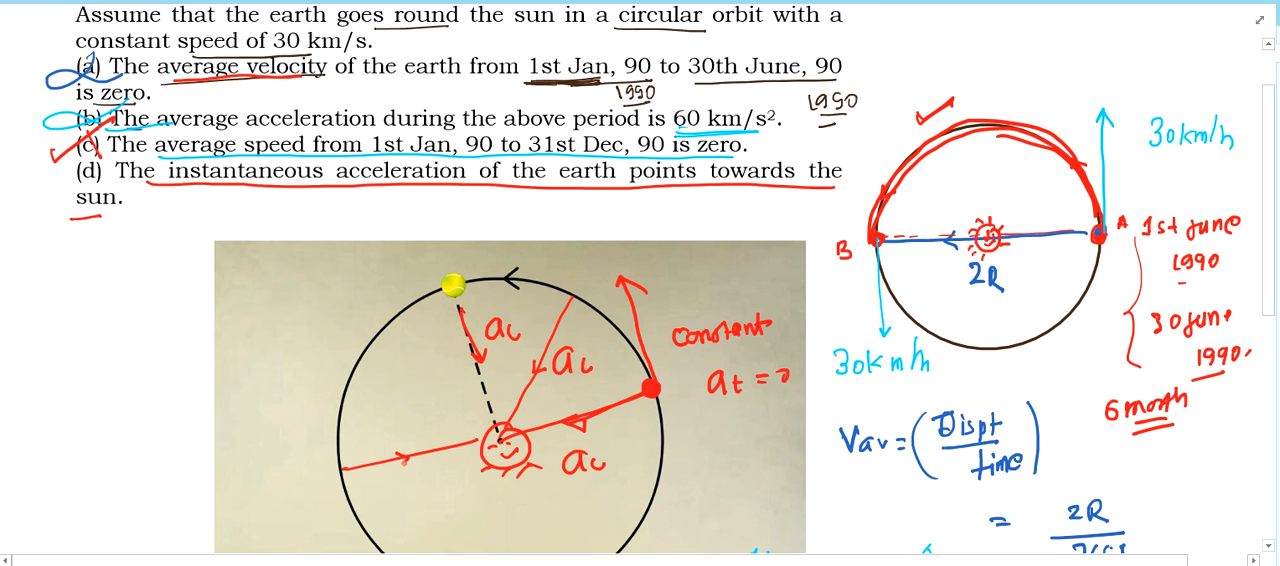 Assume that the earth goes round the sun in a circular orbit with a
constant speed of 30 km/s.
(a) The average velocity of the earth from 1st Jan, 90 to 30th June, 90
is zero.
1990
1990
(b) The average acceleration during the above period is 60 km/s².
(c) The average speed from 1st Jan, 90 to 31st Dec, 90 is zero.
(d) The instantaneous acceleration of the earth points towards the
sun.
30km/h
A 1st June
1990
B
2R
30 June
1990.
30km/h
6 month
ac
ac
ac
constant
at = 0
Vav = (Dispt
time)
= 2R